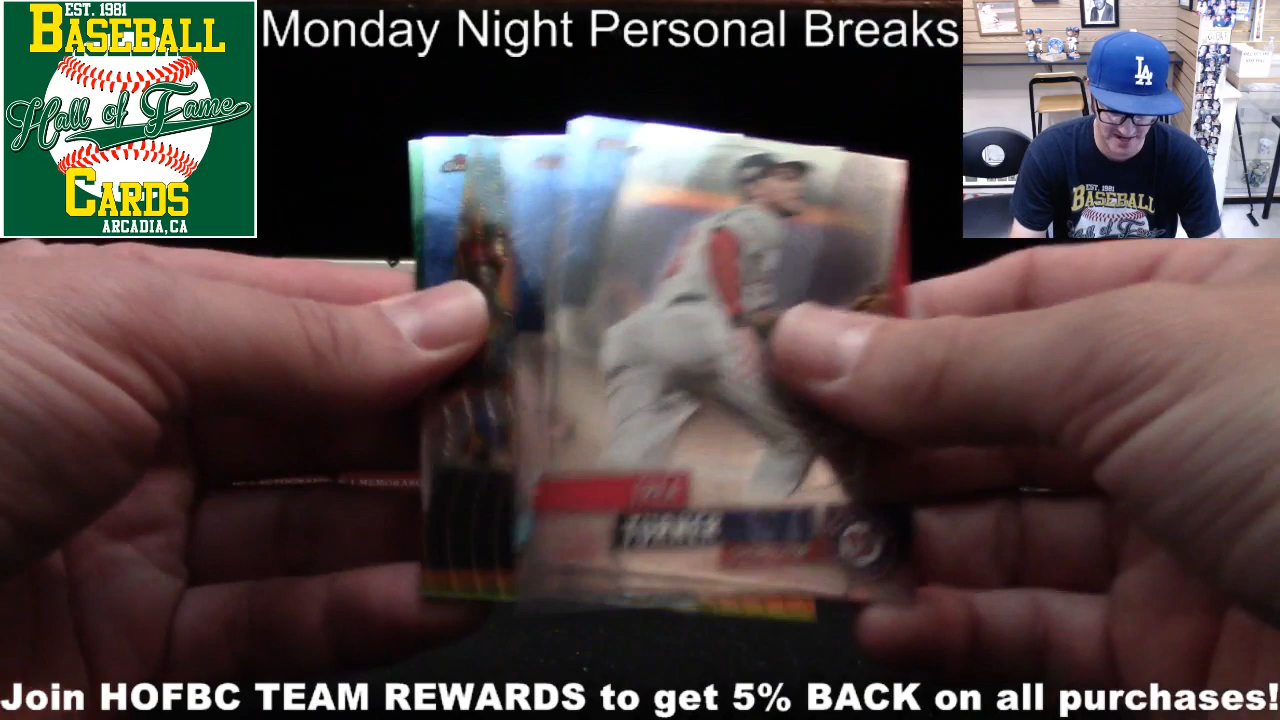 EST. 1981
BASEBALL
Hall of Fame
CARDS
ARCADIA, CA
Monday Night Personal Breaks
LA
EST. 1981
BASEBALL
Hall of Fame
TURNER
Join HOFBC TEAM REWARDS to get 5% BACK on all purchases!